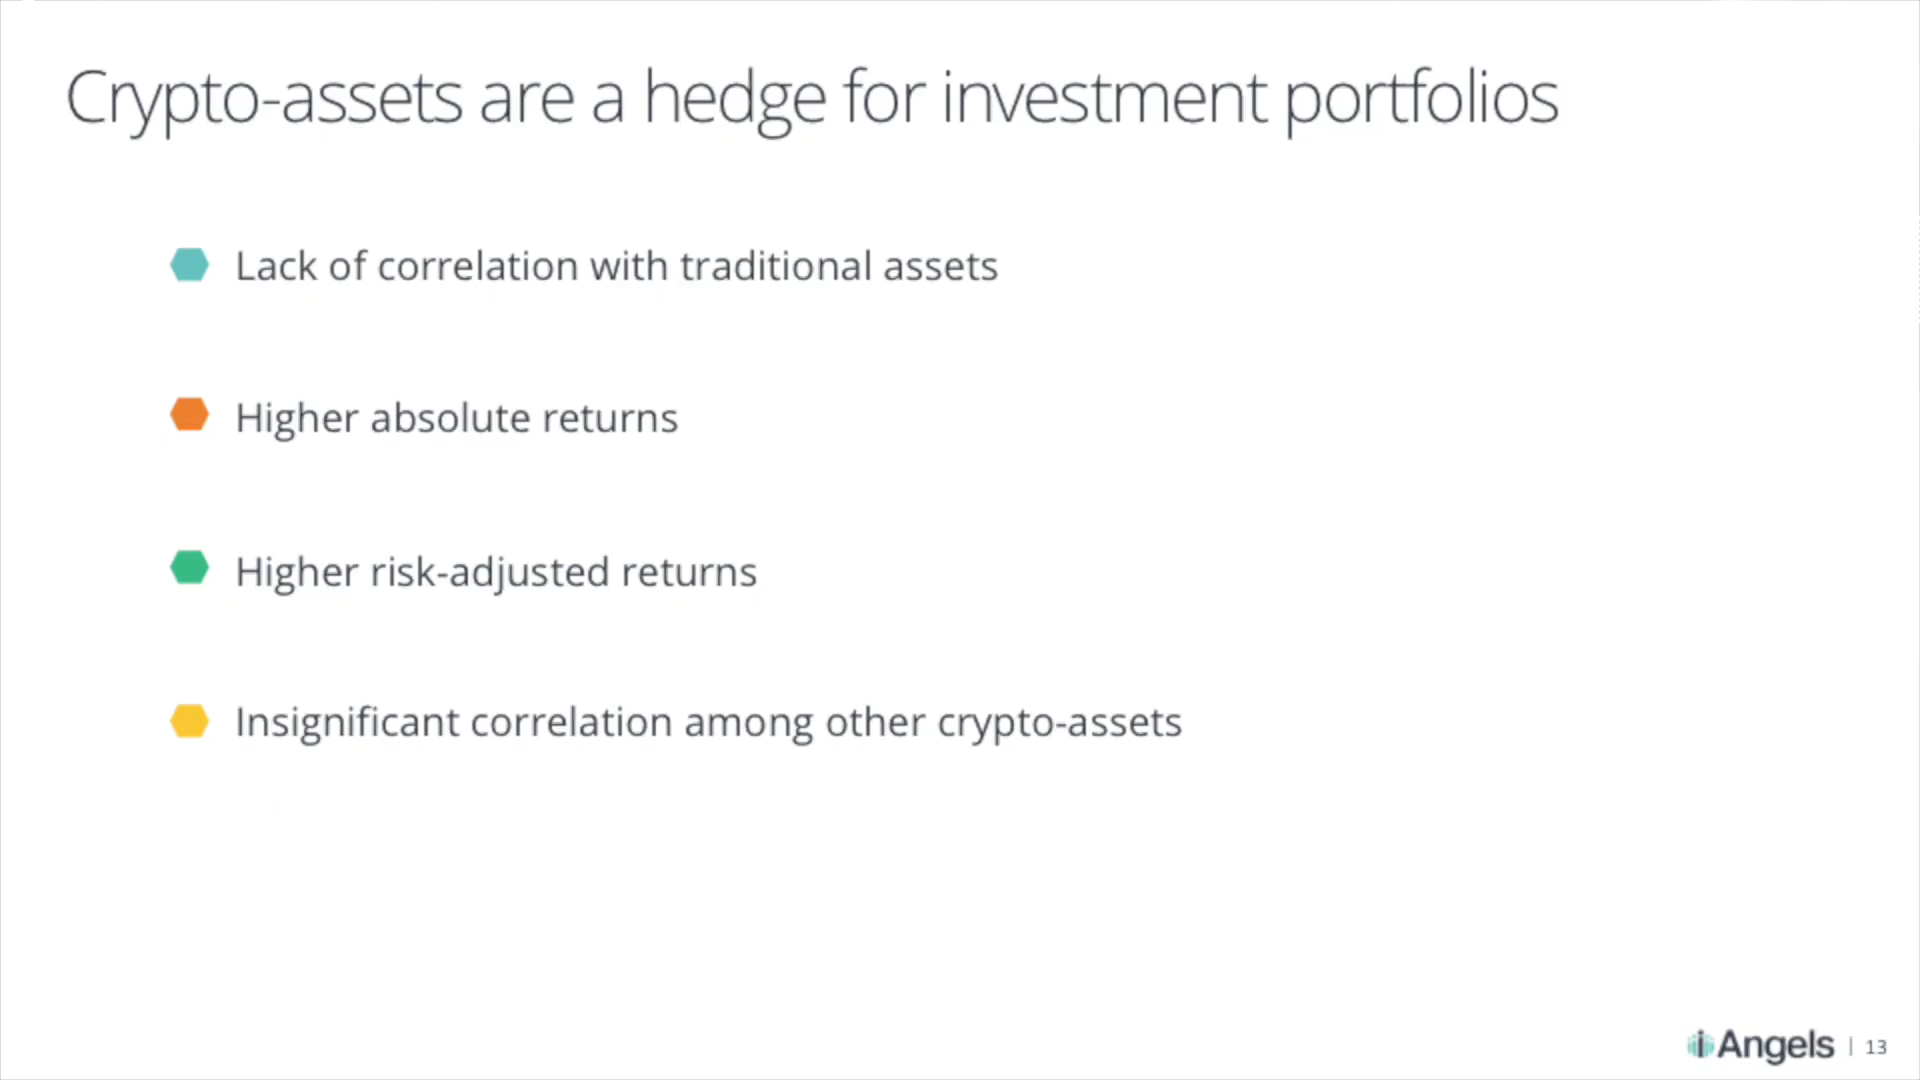 Crypto-assets are a hedge for investment portfolios
Lack of correlation with traditional assets
Higher absolute returns
Higher risk-adjusted returns
Insignificant correlation among other crypto-assets
iAngels | 13